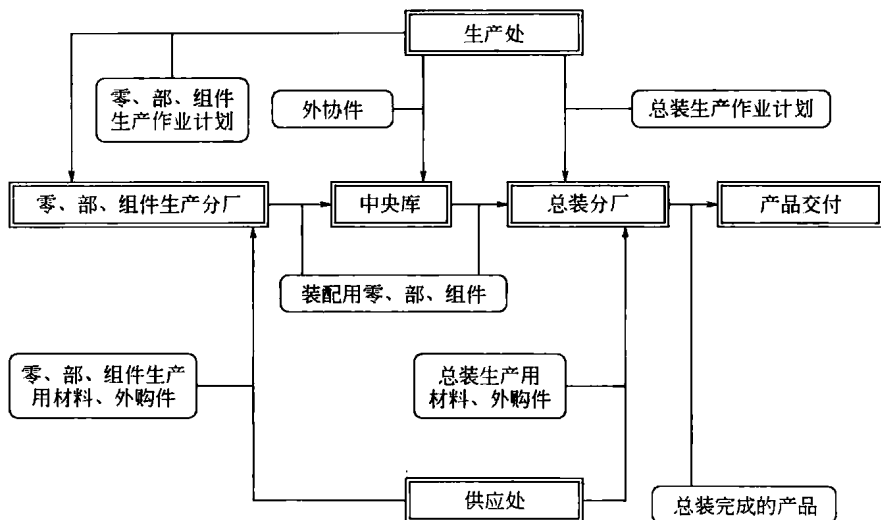 生产处
零、部、组件
生产作业计划
外协件
总装生产作业计划
零、部、组件生产分厂
中央库
总装分厂
产品交付
装配用零、部、组件
零、部、组件生产
用材料、外购件
总装生产用
材料、外购件
供应处
总装完成的产品